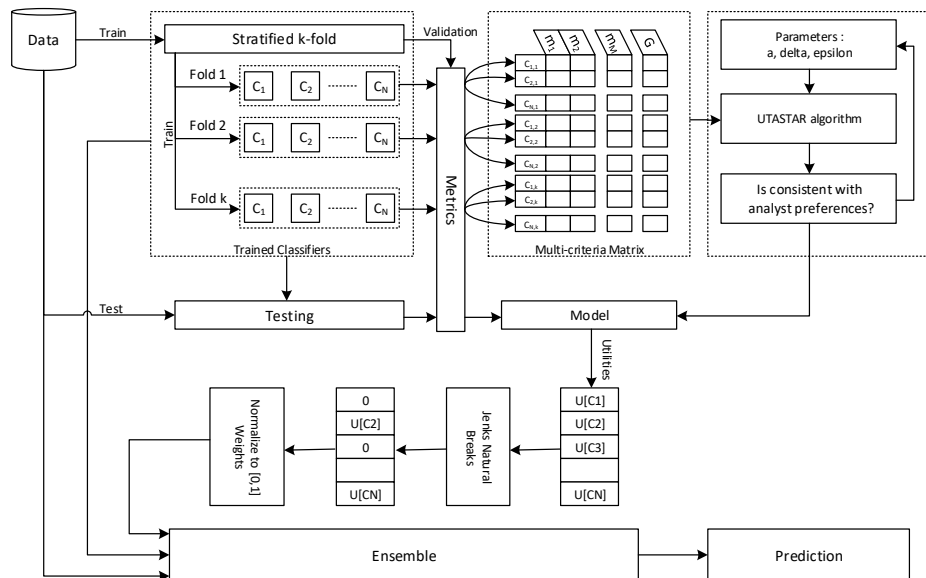 Data
Train
Stratified k-fold
Validation
Fold 1
C1 C2 CN
Fold 2
C1 C2 CN
Fold k
C1 C2 CN
Train
Trained Classifiers
Metrics
m1 m2 mM G
C1,1
C2,1
CN,1
C1,2
C2,2
CN,2
C1,k
C2,k
CN,k
Multi-criteria Matrix
Parameters :
a, delta, epsilon
UTASTAR algorithm
Is consistent with
analyst preferences?
Test
Testing
Model
Utilities
U[C1]
U[C2]
U[C3]
U[CN]
Jenks Natural
Breaks
0
U[C2]
0
U[CN]
Normalize to [0,1]
Weights
Ensemble
Prediction